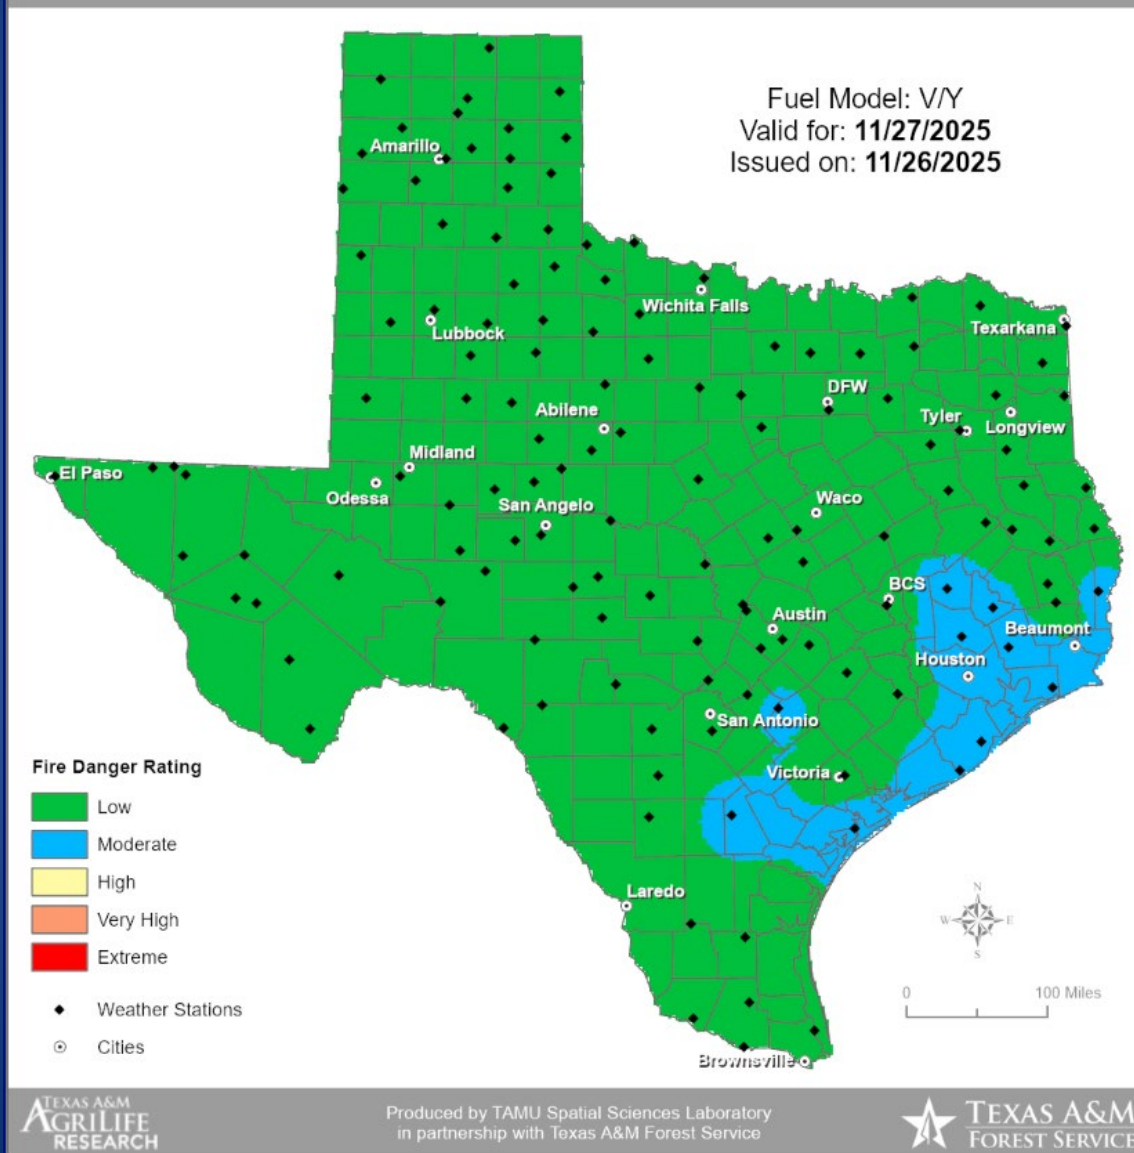 Fuel Model: V/Y
Valid for: 11/27/2025
Issued on: 11/26/2025
Amarillo
Wichita Falls
Lubbock
Texarkana
DFW
Abilene
Tyler
Longview
Midland
El Paso
Odessa
Waco
San Angelo
BCS
Austin
Beaumont
Houston
San Antonio
Victoria
Laredo
Brownsville
Fire Danger Rating
Low
Moderate
High
Very High
Extreme
Weather Stations
Cities
N
W
E
S
0
100 Miles
TEXAS A&M
AGRILIFE
RESEARCH
Produced by TAMU Spatial Sciences Laboratory
in partnership with Texas A&M Forest Service
TEXAS A&M
FOREST SERVICE